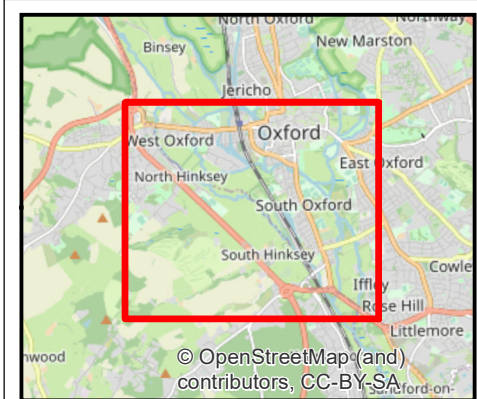 North Oxford
Northway
Binsey
New Marston
Jericho
Oxford
West Oxford
East Oxford
North Hinksey
South Oxford
South Hinksey
Cowle
Iffley
Rose Hill
Littlemore
nwood
© OpenStreetMap (and)
contributors, CC-BY-SA
Sandford-on-